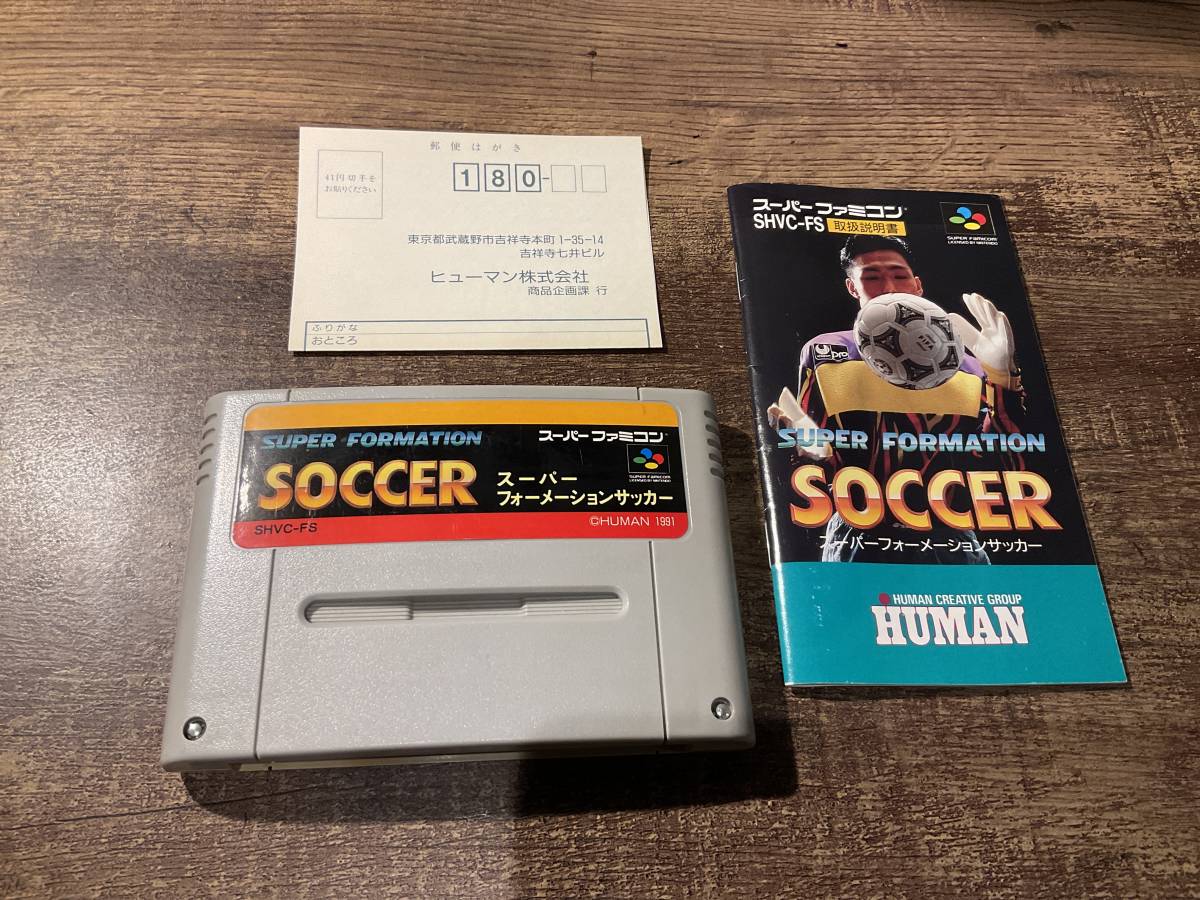 郵便はがき
41円切手を
お貼りください
180-
東京都武蔵野市吉祥寺本町1-35-14
吉祥寺七井ビル
ヒューマン株式会社
商品企画課 行
ふりがな
おところ
スーパーファミコン
SHVC-FS 取扱説明書
SUPER FAMICOM
LICENSED BY NINTENDO
FIFA
pro
SUPER FORMATION
SOCCER
スーパーフォーメーションサッカー
HUMAN CREATIVE GROUP
HUMAN
SUPER FORMATION
SOCCER
スーパーファミコン
SUPER FAMICOM
LICENSED BY NINTENDO
スーパー
フォーメーションサッカー
SHVC-FS
©HUMAN 1991